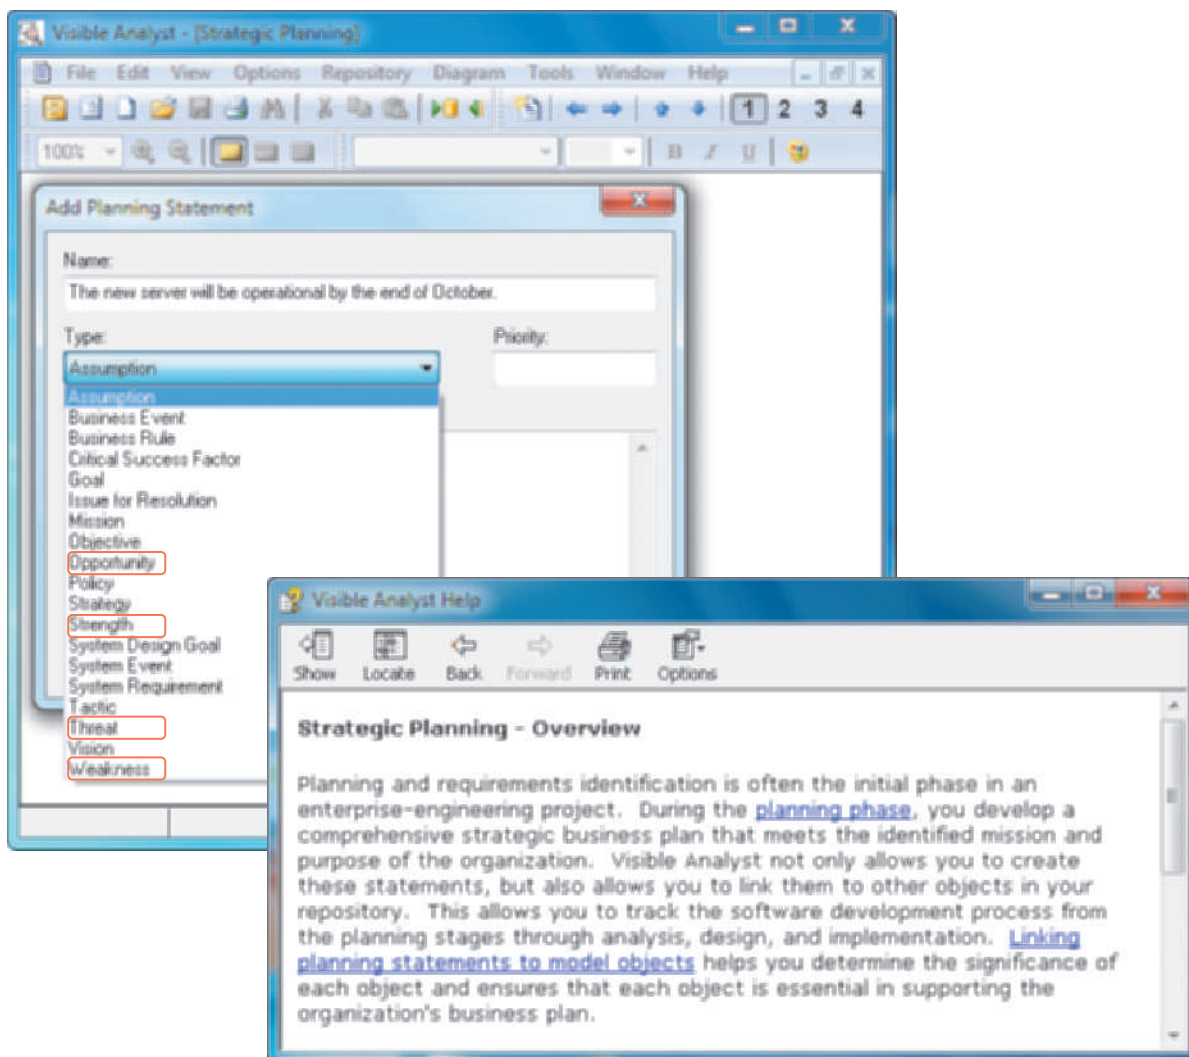 Visible Analyst - [Strategic Planning]
File Edit View Options Repository Diagram Tools Window Help
1 2 3 4
100% B I U
Add Planning Statement
Name:
The new server will be operational by the end of October.
Type: Priority:
Assumption
Assumption
Business Event
Business Rule
Critical Success Factor
Goal
Issue for Resolution
Mission
Objective
Opportunity
Policy
Strategy
Strength
System Design Goal
System Event
System Requirement
Tactic
Threat
Vision
Weakness
Visible Analyst Help
Show Locate Back Forward Print Options
Strategic Planning - Overview
Planning and requirements identification is often the initial phase in an
enterprise-engineering project. During the planning phase, you develop a
comprehensive strategic business plan that meets the identified mission and
purpose of the organization. Visible Analyst not only allows you to create
these statements, but also allows you to link them to other objects in your
repository. This allows you to track the software development process from
the planning stages through analysis, design, and implementation. Linking
planning statements to model objects helps you determine the significance of
each object and ensures that each object is essential in supporting the
organization's business plan.